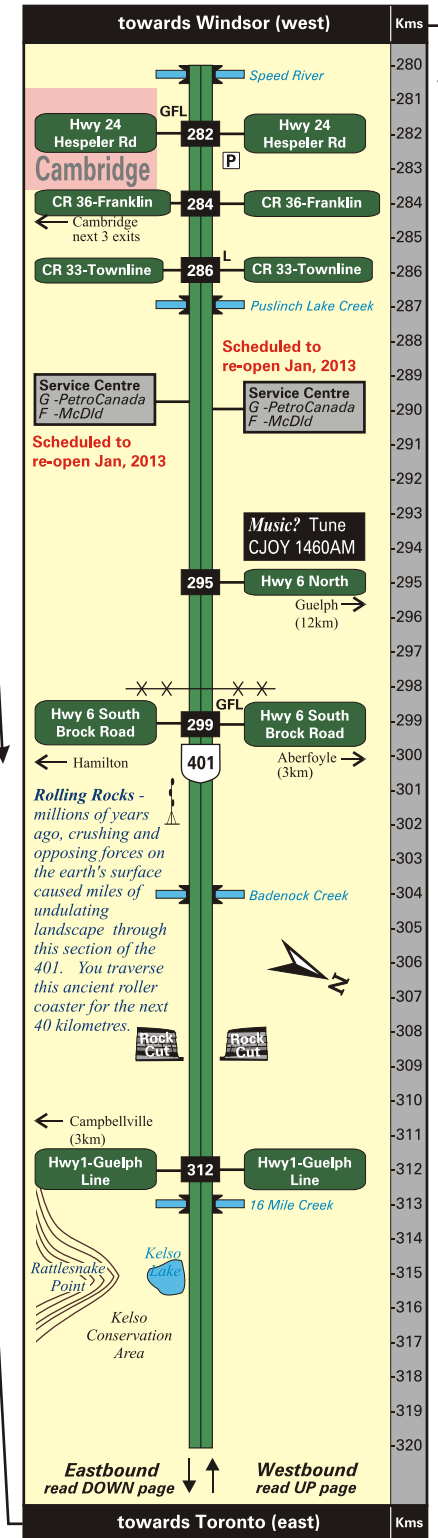 towards Windsor (west) Kms
-280
Speed River
-281
GFL
Hwy 24
Hespeler Rd
282
Hwy 24
Hespeler Rd
-282
P
Cambridge
-283
CR 36-Franklin
284
CR 36-Franklin
-284
Cambridge
next 3 exits
-285
L
CR 33-Townline
286
CR 33-Townline
-286
Puslinch Lake Creek
-287
-288
Scheduled to
re-open Jan, 2013
-289
Service Centre
G -PetroCanada
F -McDld
Service Centre
G -PetroCanada
F -McDld
-290
Scheduled to
re-open Jan, 2013
-291
-292
-293
Music? Tune
CJOY 1460AM
-294
295
Hwy 6 North
-295
Guelph
(12km)
-296
-297
-298
GFL
Hwy 6 South
Brock Road
299
Hwy 6 South
Brock Road
-299
Hamilton
401
Aberfoyle
(3km)
-300
Rolling Rocks -
millions of years
ago, crushing and
opposing forces on
the earth's surface
caused miles of
undulating
landscape through
this section of the
401. You traverse
this ancient roller
coaster for the next
40 kilometres.
-301
-302
-303
Badenock Creek
-304
-305
N
-306
-307
Rock
Cut
Rock
Cut
-308
-309
-310
Campbellville
(3km)
-311
Hwy1-Guelph
Line
312
Hwy1-Guelph
Line
-312
16 Mile Creek
-313
-314
Kelso
Lake
Rattlesnake
Point
-315
Kelso
Conservation
Area
-316
-317
-318
-319
-320
Eastbound
read DOWN page
Westbound
read UP page
towards Toronto (east) Kms